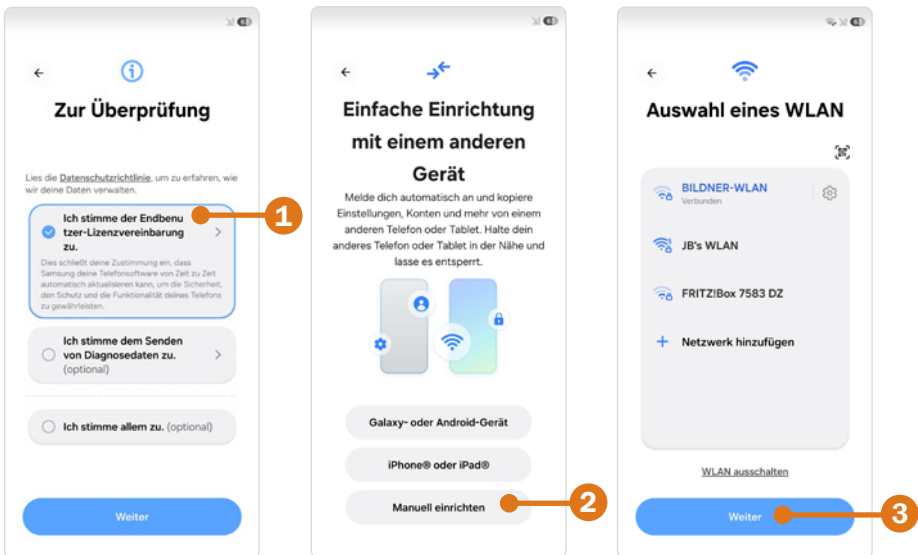 Zur Überprüfung
Lies die Datenschutzrichtlinie, um zu erfahren, wie
wir deine Daten verwalten.
Ich stimme der Endbenu
tzer-Lizenzvereinbarung
zu.
Dies schließt deine Zustimmung ein, dass
Samsung deine Telefonsoftware von Zeit zu Zeit
automatisch aktualisieren kann, um die Sicherheit,
den Schutz und die Funktionalität deines Telefons
zu gewährleisten.
1
Ich stimme dem Senden
von Diagnosedaten zu.
(optional)
Ich stimme allem zu. (optional)
Weiter
Einfache Einrichtung
mit einem anderen
Gerät
Melde dich automatisch an und kopiere
Einstellungen, Konten und mehr von einem
anderen Telefon oder Tablet. Halte dein
anderes Telefon oder Tablet in der Nähe und
lasse es entsperrt.
Galaxy- oder Android-Gerät
iPhone® oder iPad®
Manuell einrichten
2
Auswahl eines WLAN
BILDNER-WLAN
Verbunden
JB's WLAN
FRITZ!Box 7583 DZ
+ Netzwerk hinzufügen
WLAN ausschalten
Weiter
3